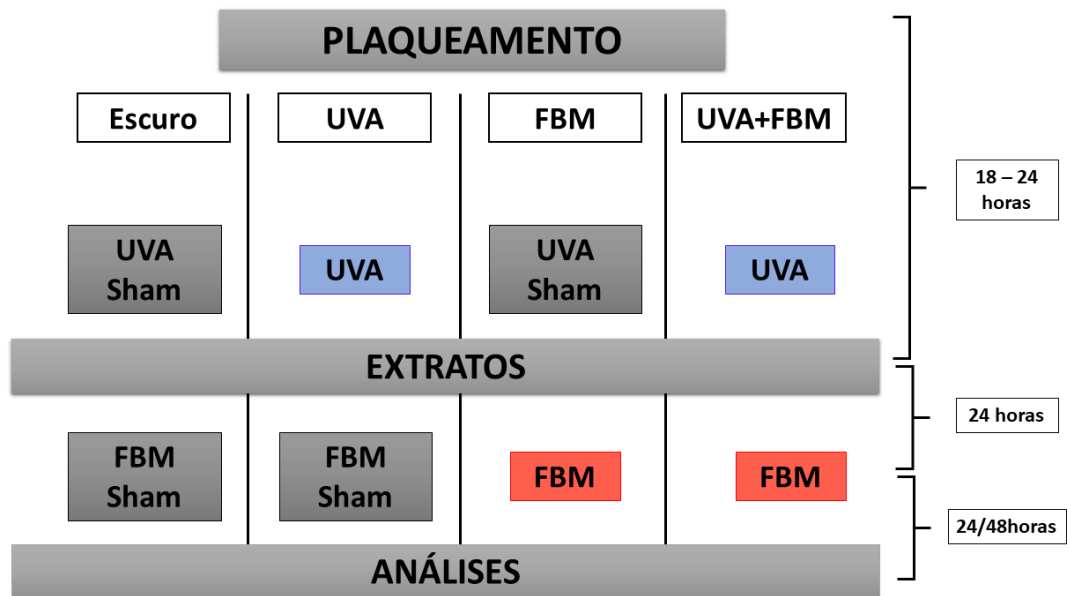 PLAQUEAMENTO
Escuro
UVA
FBM
UVA+FBM
18 – 24
horas
UVA
Sham
UVA
UVA
Sham
UVA
EXTRATOS
24 horas
FBM
Sham
FBM
Sham
FBM
FBM
24/48horas
ANÁLISES